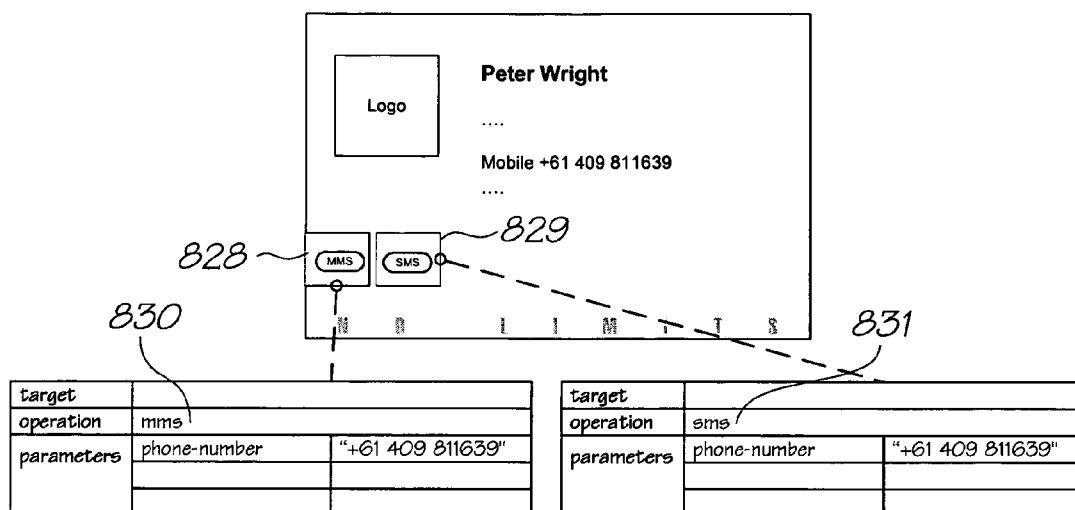 Logo
Peter Wright
....
Mobile +61 409 811639
....
828
829
MMS
SMS
N O L I M I T S
830
831
target
operation mms
parameters phone-number "+61 409 811639"
target
operation sms
parameters phone-number "+61 409 811639"